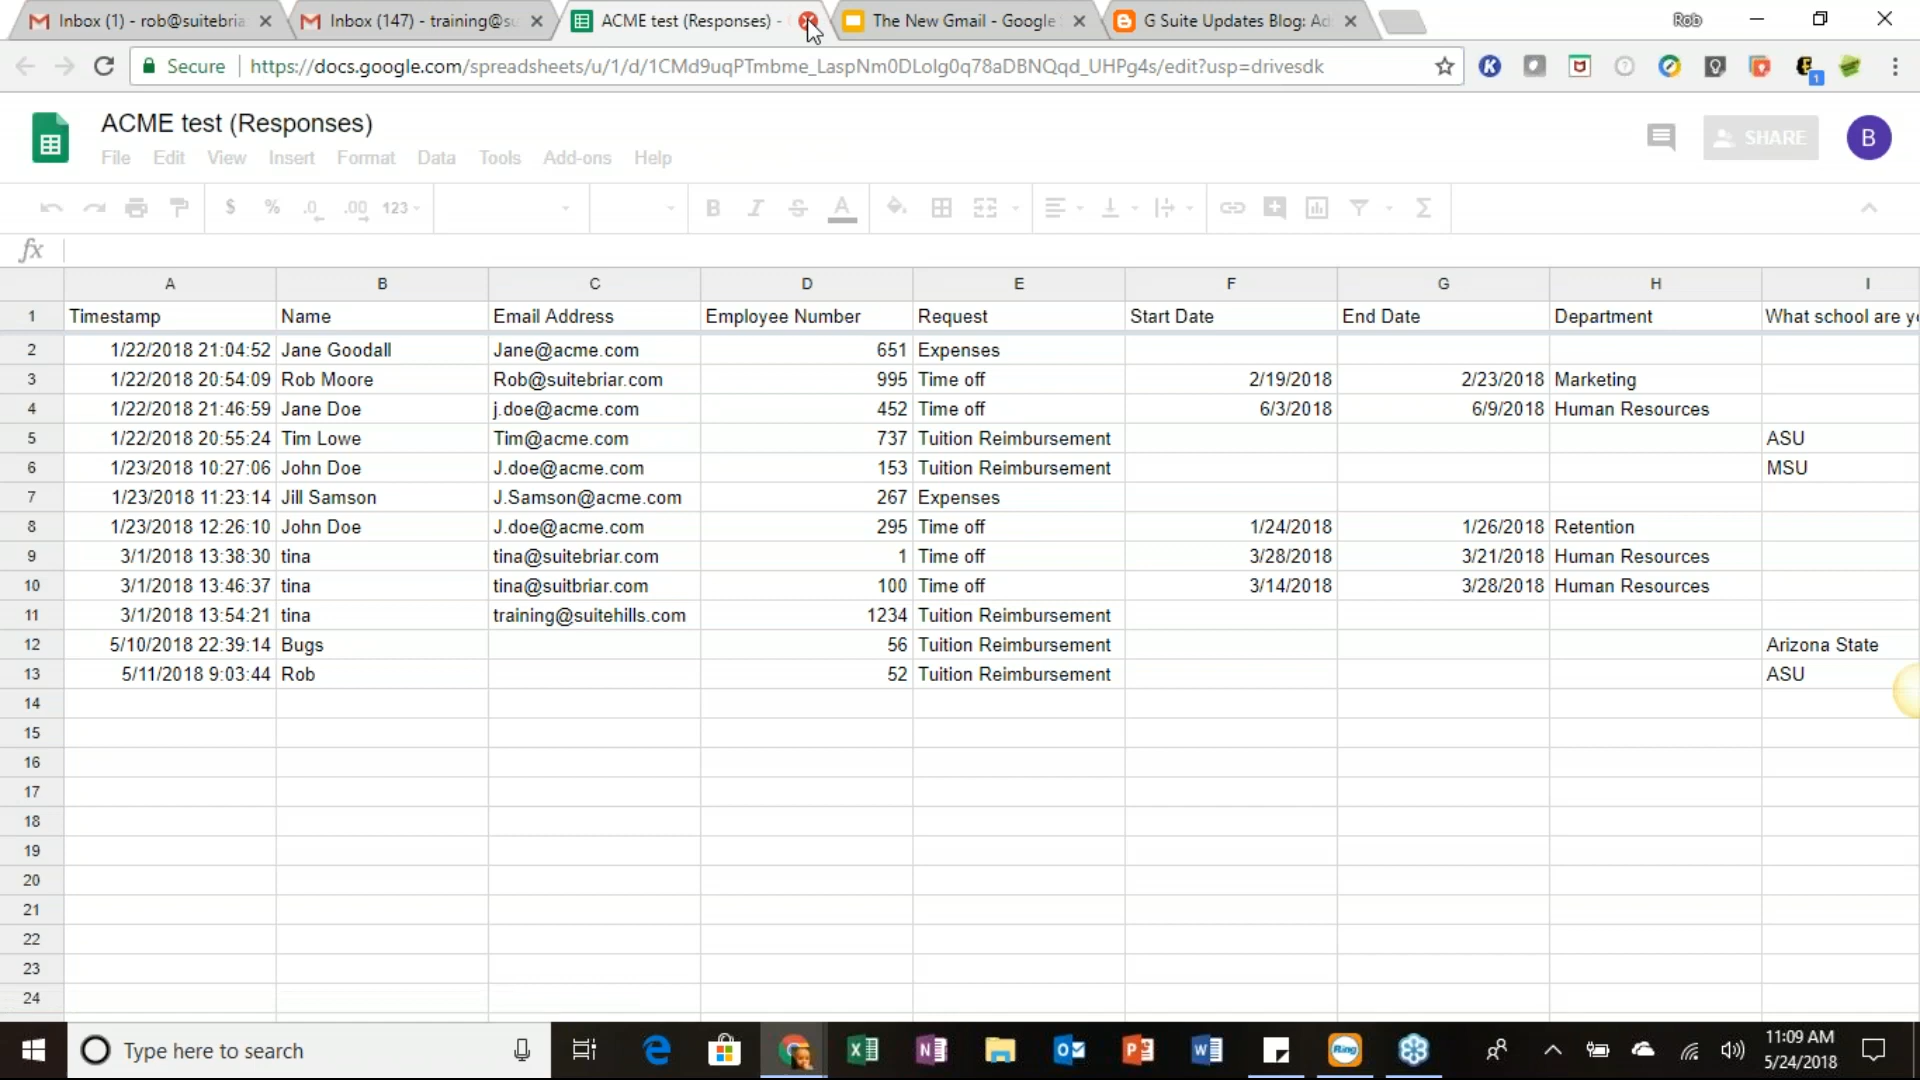 Inbox (1) - rob@suitebria
Inbox (147) - training@su
ACME test (Responses) -
The New Gmail - Google
G Suite Updates Blog: Ad
Rob
Secure
https://docs.google.com/spreadsheets/u/1/d/1CMd9uqPTmbme_LaspNm0DLoIg0q78aDBNQqd_UHPg4s/edit?usp=drivesdk
1
ACME test (Responses)
File Edit View Insert Format Data Tools Add-ons Help
SHARE
B
$ % .0 .00 123
B I S A
fx
A B C D E F G H I
1 Timestamp Name Email Address Employee Number Request Start Date End Date Department What school are y
2 1/22/2018 21:04:52 Jane Goodall Jane@acme.com 651 Expenses
3 1/22/2018 20:54:09 Rob Moore Rob@suitebriar.com 995 Time off 2/19/2018 2/23/2018 Marketing
4 1/22/2018 21:46:59 Jane Doe j.doe@acme.com 452 Time off 6/3/2018 6/9/2018 Human Resources
5 1/22/2018 20:55:24 Tim Lowe Tim@acme.com 737 Tuition Reimbursement ASU
6 1/23/2018 10:27:06 John Doe J.doe@acme.com 153 Tuition Reimbursement MSU
7 1/23/2018 11:23:14 Jill Samson J.Samson@acme.com 267 Expenses
8 1/23/2018 12:26:10 John Doe J.doe@acme.com 295 Time off 1/24/2018 1/26/2018 Retention
9 3/1/2018 13:38:30 tina tina@suitebriar.com 1 Time off 3/28/2018 3/21/2018 Human Resources
10 3/1/2018 13:46:37 tina tina@suitbriar.com 100 Time off 3/14/2018 3/28/2018 Human Resources
11 3/1/2018 13:54:21 tina training@suitehills.com 1234 Tuition Reimbursement
12 5/10/2018 22:39:14 Bugs 56 Tuition Reimbursement Arizona State
13 5/11/2018 9:03:44 Rob 52 Tuition Reimbursement ASU
14
15
16
17
18
19
20
21
22
23
24
Type here to search
Ring
11:09 AM
5/24/2018